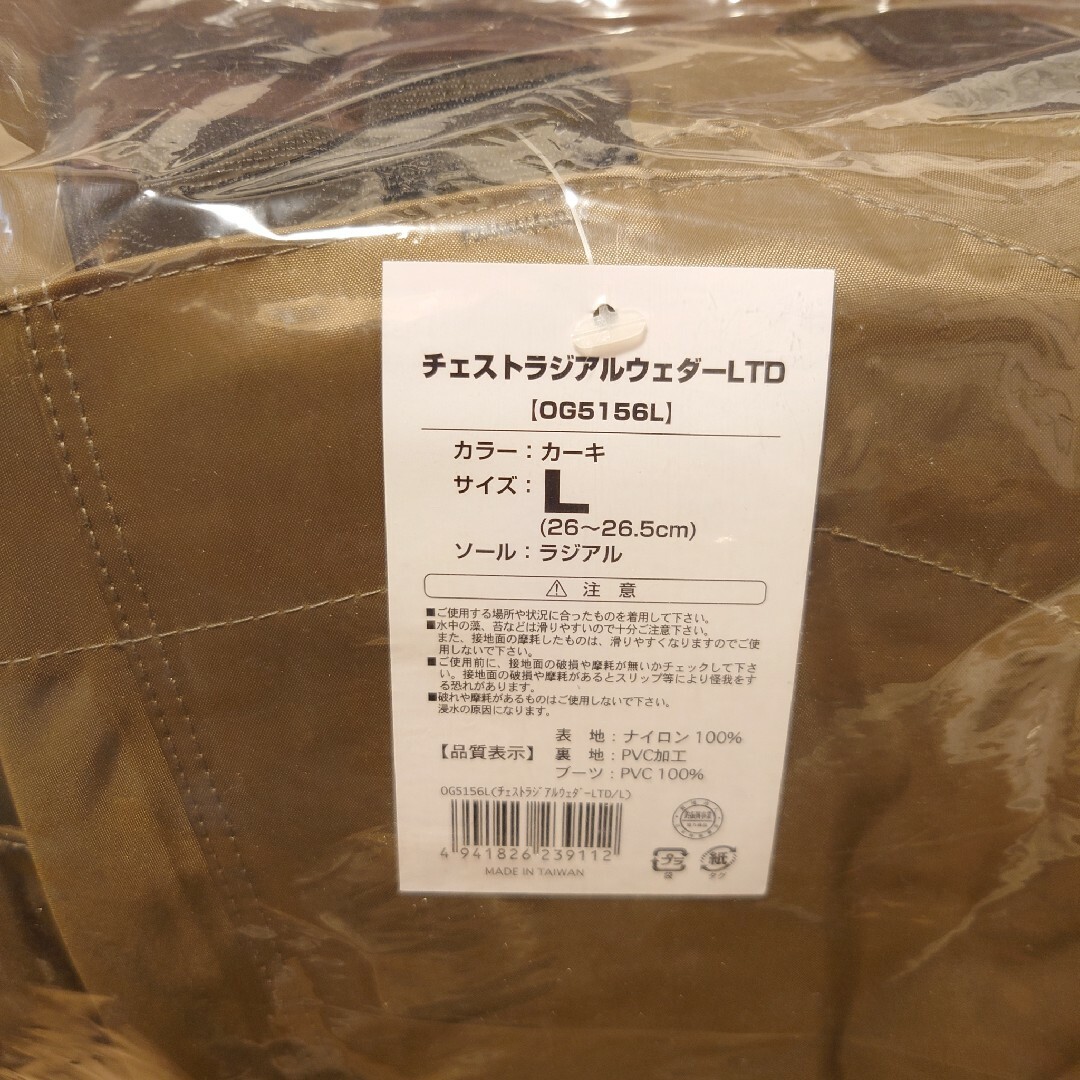 チェストラジアルウェダーLTD
【OG5156L】
カラー：カーキ
サイズ：L
(26～26.5cm)
ソール：ラジアル
⚠ 注 意
■ご使用する場所や状況に合ったものを着用して下さい。
■水中の藻、苔などは滑りやすいので十分ご注意下さい。
また、接地面の摩耗したものは、滑りやすくなりますのでご使
用しないで下さい。
■ご使用前に、接地面の破損や摩耗が無いかチェックして下さ
い。接地面の破損や摩耗があるとスリップ等により怪我をす
る恐れがあります。
■破れや摩耗があるものはご使用しないで下さい。
浸水の原因になります。
表 地：ナイロン 100%
【品質表示】 裏 地：PVC加工
ブーツ：PVC 100%
OG5156L(ﾁｪｽﾄﾗｼﾞｱﾙｳｪﾀﾞｰLTD/L)
4 941826 239112
MADE IN TAIWAN
プラ 紙
袋 タグ